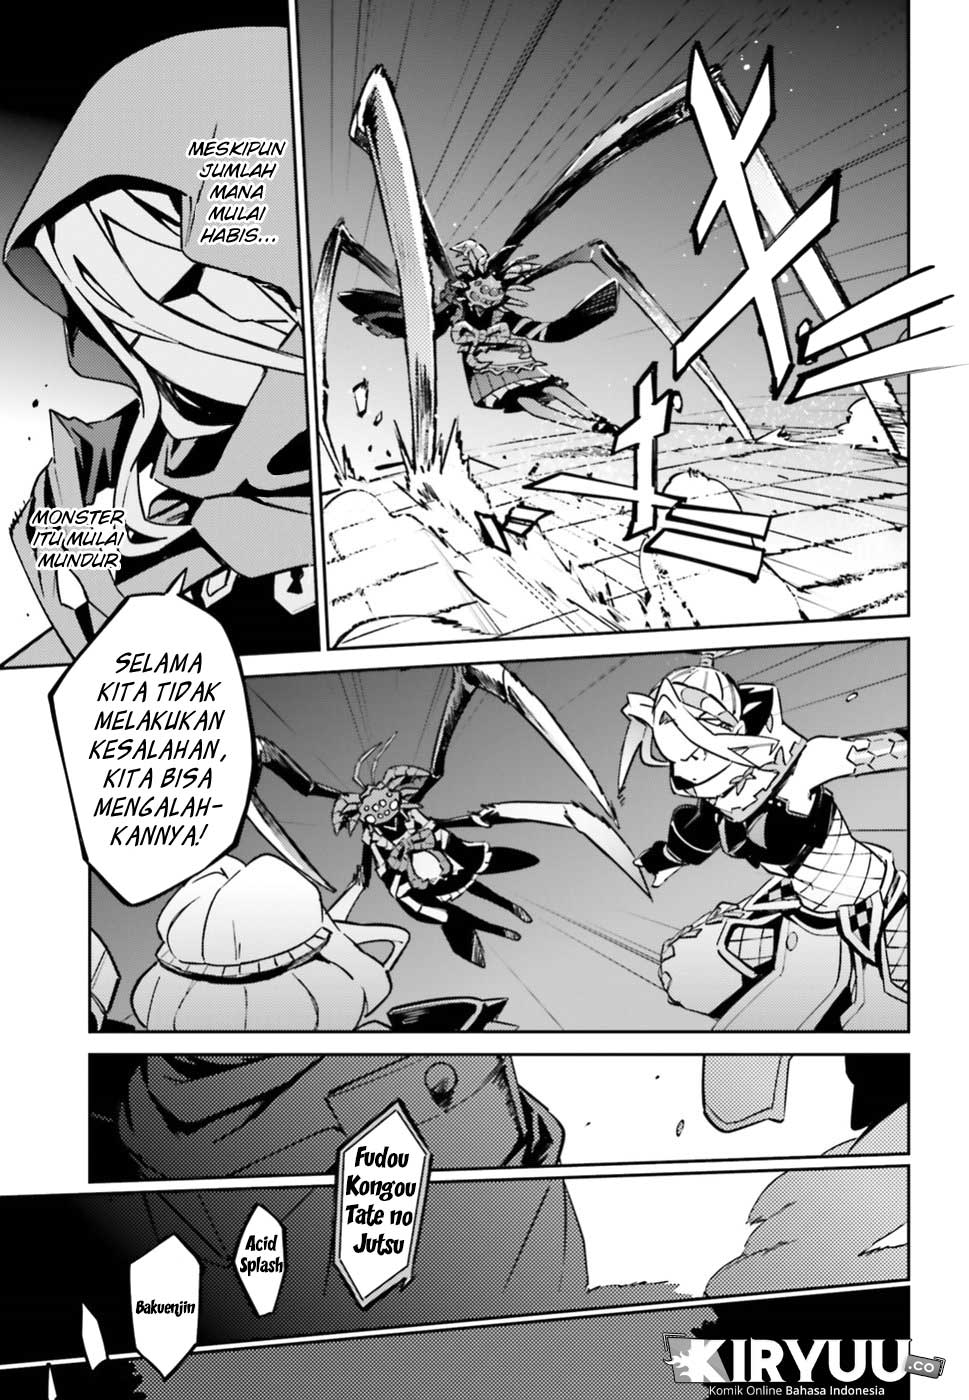 MESKIPUN
JUMLAH
MANA
MULAI
HABIS...
MONSTER
ITU MULAI
MUNDUR
SELAMA
KITA TIDAK
MELAKUKAN
KESALAHAN,
KITA BISA
MENGALAH-
KANNYA!
Fudou
Kongou
Tate no
Jutsu
Acid
Splash
Bakuenjin
KIRYUU.co
Komik Online Bahasa Indonesia